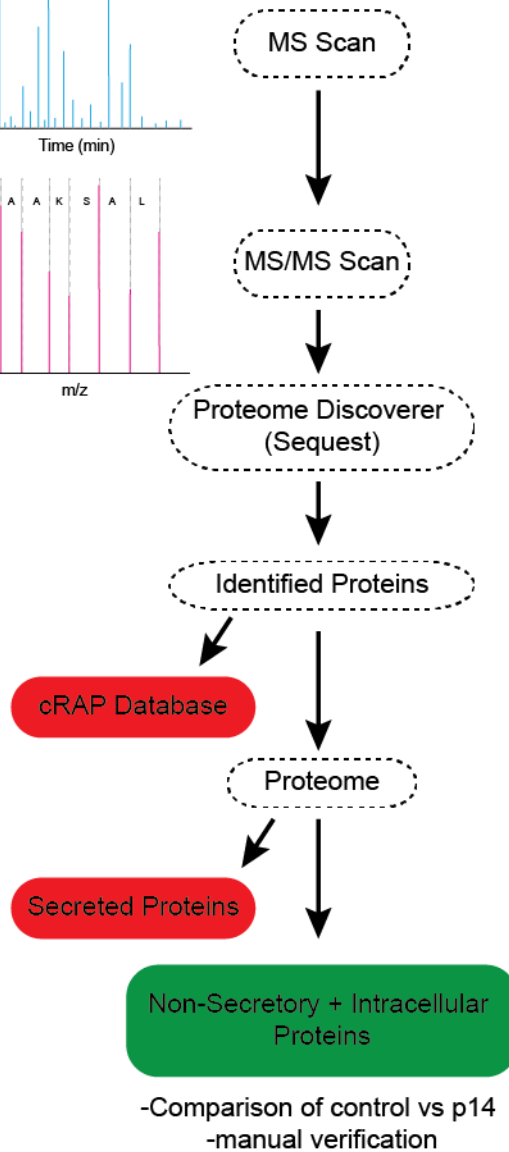 MS Scan
Time (min)
A A K S A L
MS/MS Scan
m/z
Proteome Discoverer
(Sequest)
Identified Proteins
cRAP Database
Proteome
Secreted Proteins
Non-Secretory + Intracellular
Proteins
-Comparison of control vs p14
-manual verification